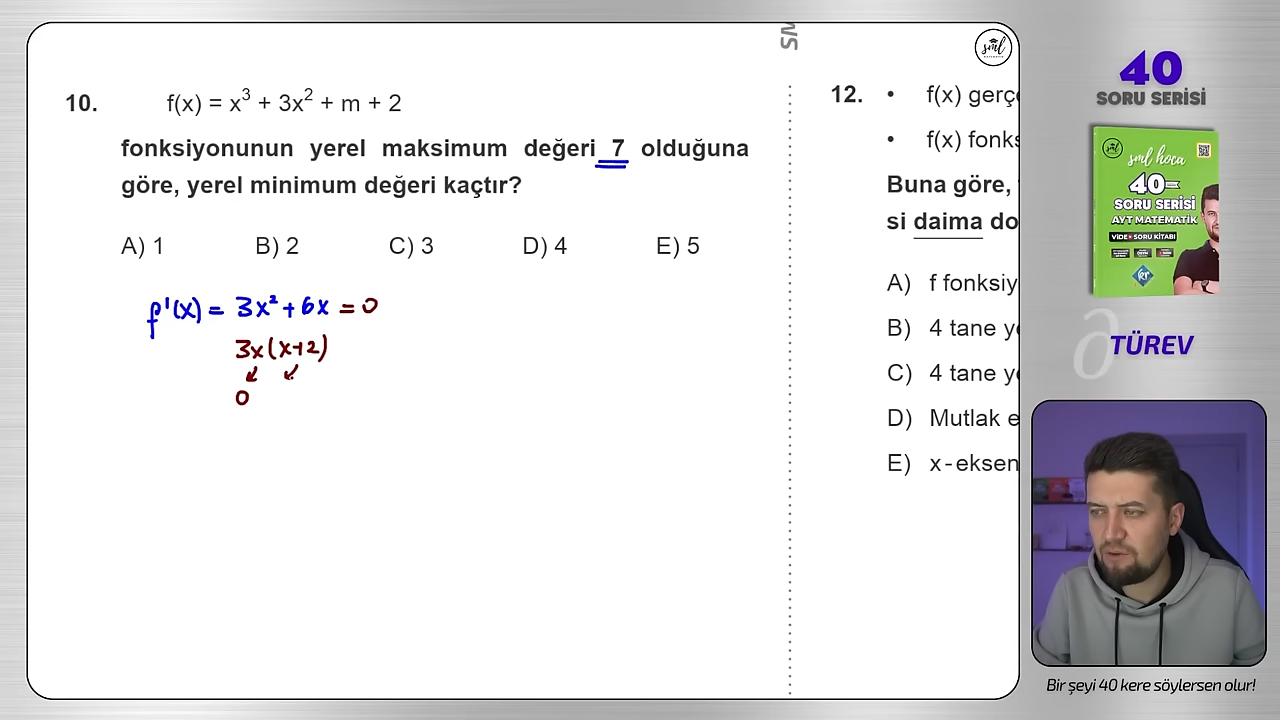 SNS
sml
10. f(x) = x³ + 3x² + m + 2
fonksiyonunun yerel maksimum değeri 7 olduğuna
göre, yerel minimum değeri kaçtır?
A) 1 B) 2 C) 3 D) 4 E) 5
f'(x) = 3x² + 6x = 0
3x(x+2)
0
12. • f(x) gerç
• f(x) fonks
Buna göre,
si daima do
A) f fonksiy
B) 4 tane y
C) 4 tane y
D) Mutlak e
E) x-eksen
40
SORU SERİSİ
sml hoca
40
SORU SERİSİ
AYT MATEMATİK
VİDEO SORU KİTABI
∂ TÜREV
Bir şeyi 40 kere söylersen olur!